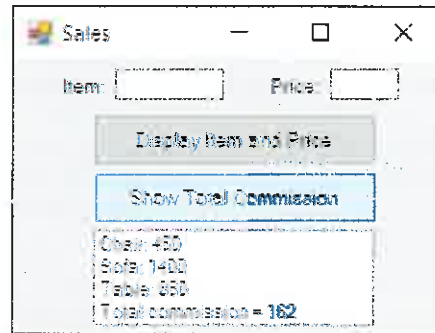 Sales
Item: Price:
Display Item and Price
Show Total Commission
Chair: 450
Sofa: 1400
Table: 850
Total commission = 162